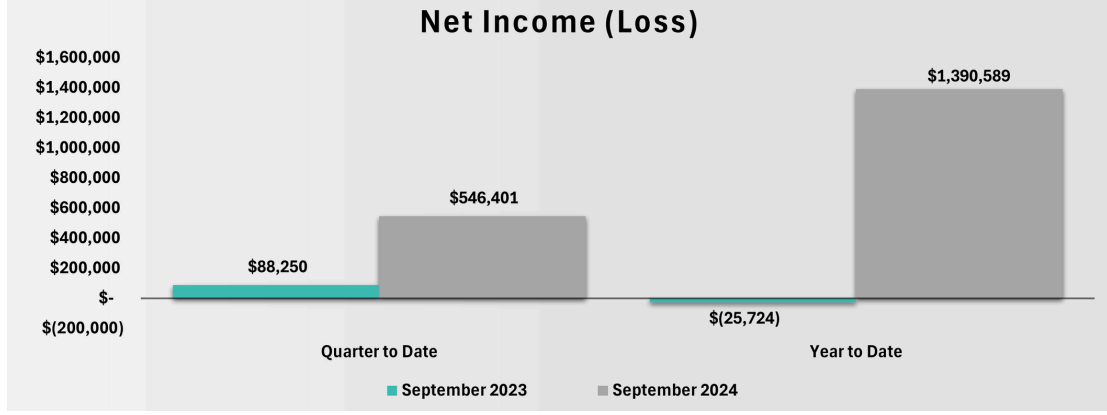 Net Income (Loss)
$1,600,000
$1,400,000
$1,200,000
$1,000,000
$800,000
$600,000
$400,000
$200,000
$-
$(200,000)
$88,250
$546,401
$(25,724)
$1,390,589
Quarter to Date
Year to Date
September 2023
September 2024